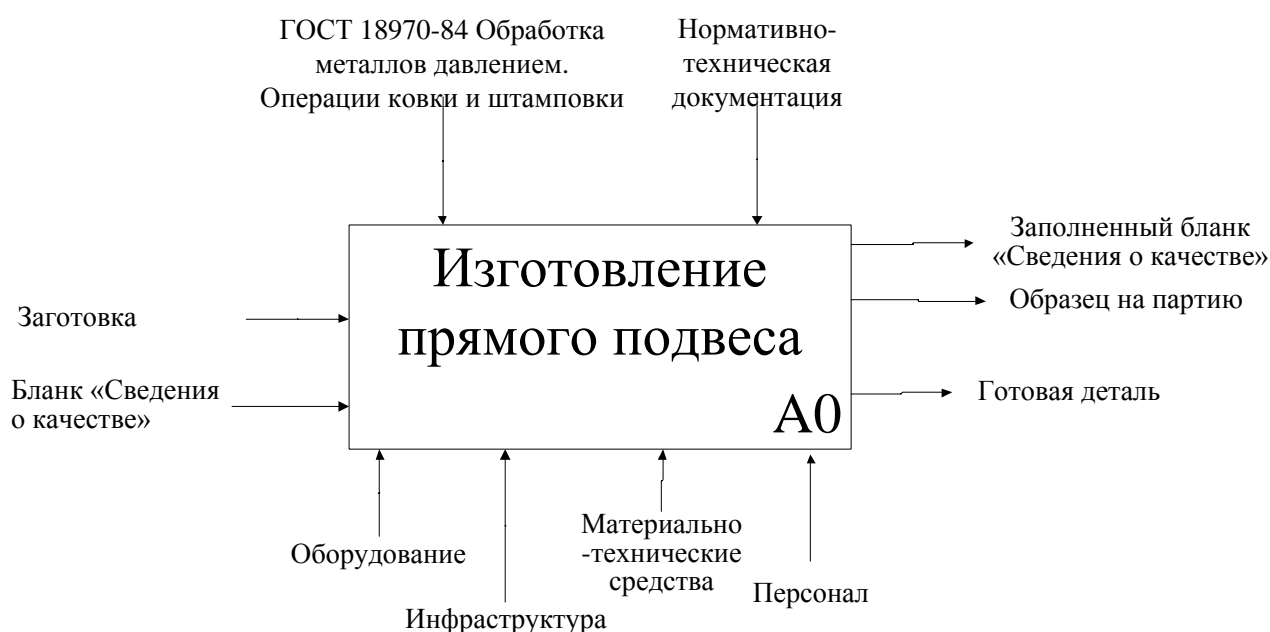 ГОСТ 18970-84 Обработка
металлов давлением.
Операции ковки и штамповки
Нормативно-
техническая
документация
Изготовление
прямого подвеса
А0
Заготовка
Бланк «Сведения
о качестве»
Заполненный бланк
«Сведения о качестве»
Образец на партию
Готовая деталь
Оборудование
Инфраструктура
Материально
-технические
средства
Персонал